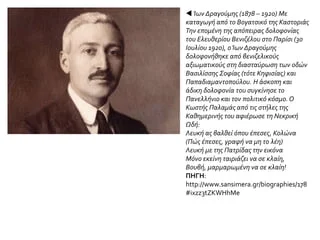 ◄ Ίων Δραγούμης (1878 – 1920) Με
καταγωγή από το Βογατσικό της Καστοριάς
Την επομένη της απόπειρας δολοφονίας
του Ελευθερίου Βενιζέλου στο Παρίσι (30
Ιουλίου 1920), ο Ίων Δραγούμης
δολοφονήθηκε από Βενιζελικούς
αξιωματικούς στη διασταύρωση των οδών
Βασιλίσσης Σοφίας (τότε Κηφισίας) και
Παπαδιαμαντοπούλου. Η άσκοπη και
άδικη δολοφονία του συγκίνησε το
Πανελλήνιο και τον πολιτικό κόσμο. Ο
Κωστής Παλαμάς από τις στήλες της
Καθημερινής του αφιέρωσε τη Νεκρική
Ωδή:
Λευκή ας βαλθεί όπου έπεσες, Κολώνα
(Πώς έπεσες, γραφή να μη το λέη)
Λευκή με της Πατρίδας την εικόνα
Μόνο εκείνη ταιριάζει να σε κλαίη,
Βουβή, μαρμαρωμένη να σε κλαίη!
ΠΗΓΗ:
http://www.sansimera.gr/biographies/178
#ixzz3tZKWHhMe